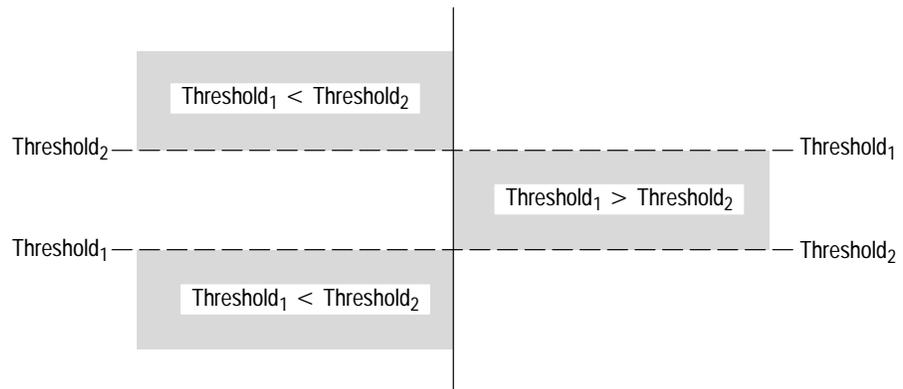 Threshold₁ < Threshold₂
Threshold₂
Threshold₁
Threshold₁ > Threshold₂
Threshold₁
Threshold₂
Threshold₁ < Threshold₂